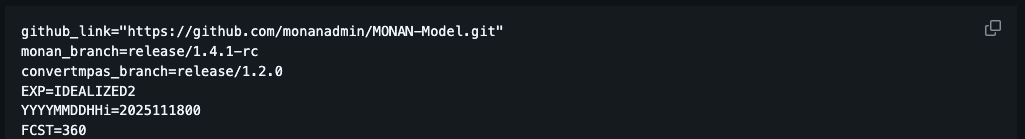 github_link="https://github.com/monanadmin/MONAN-Model.git"
monan_branch=release/1.4.1-rc
convertmpas_branch=release/1.2.0
EXP=IDEALIZED2
YYYYMMDDHHi=2025111800
FCST=360